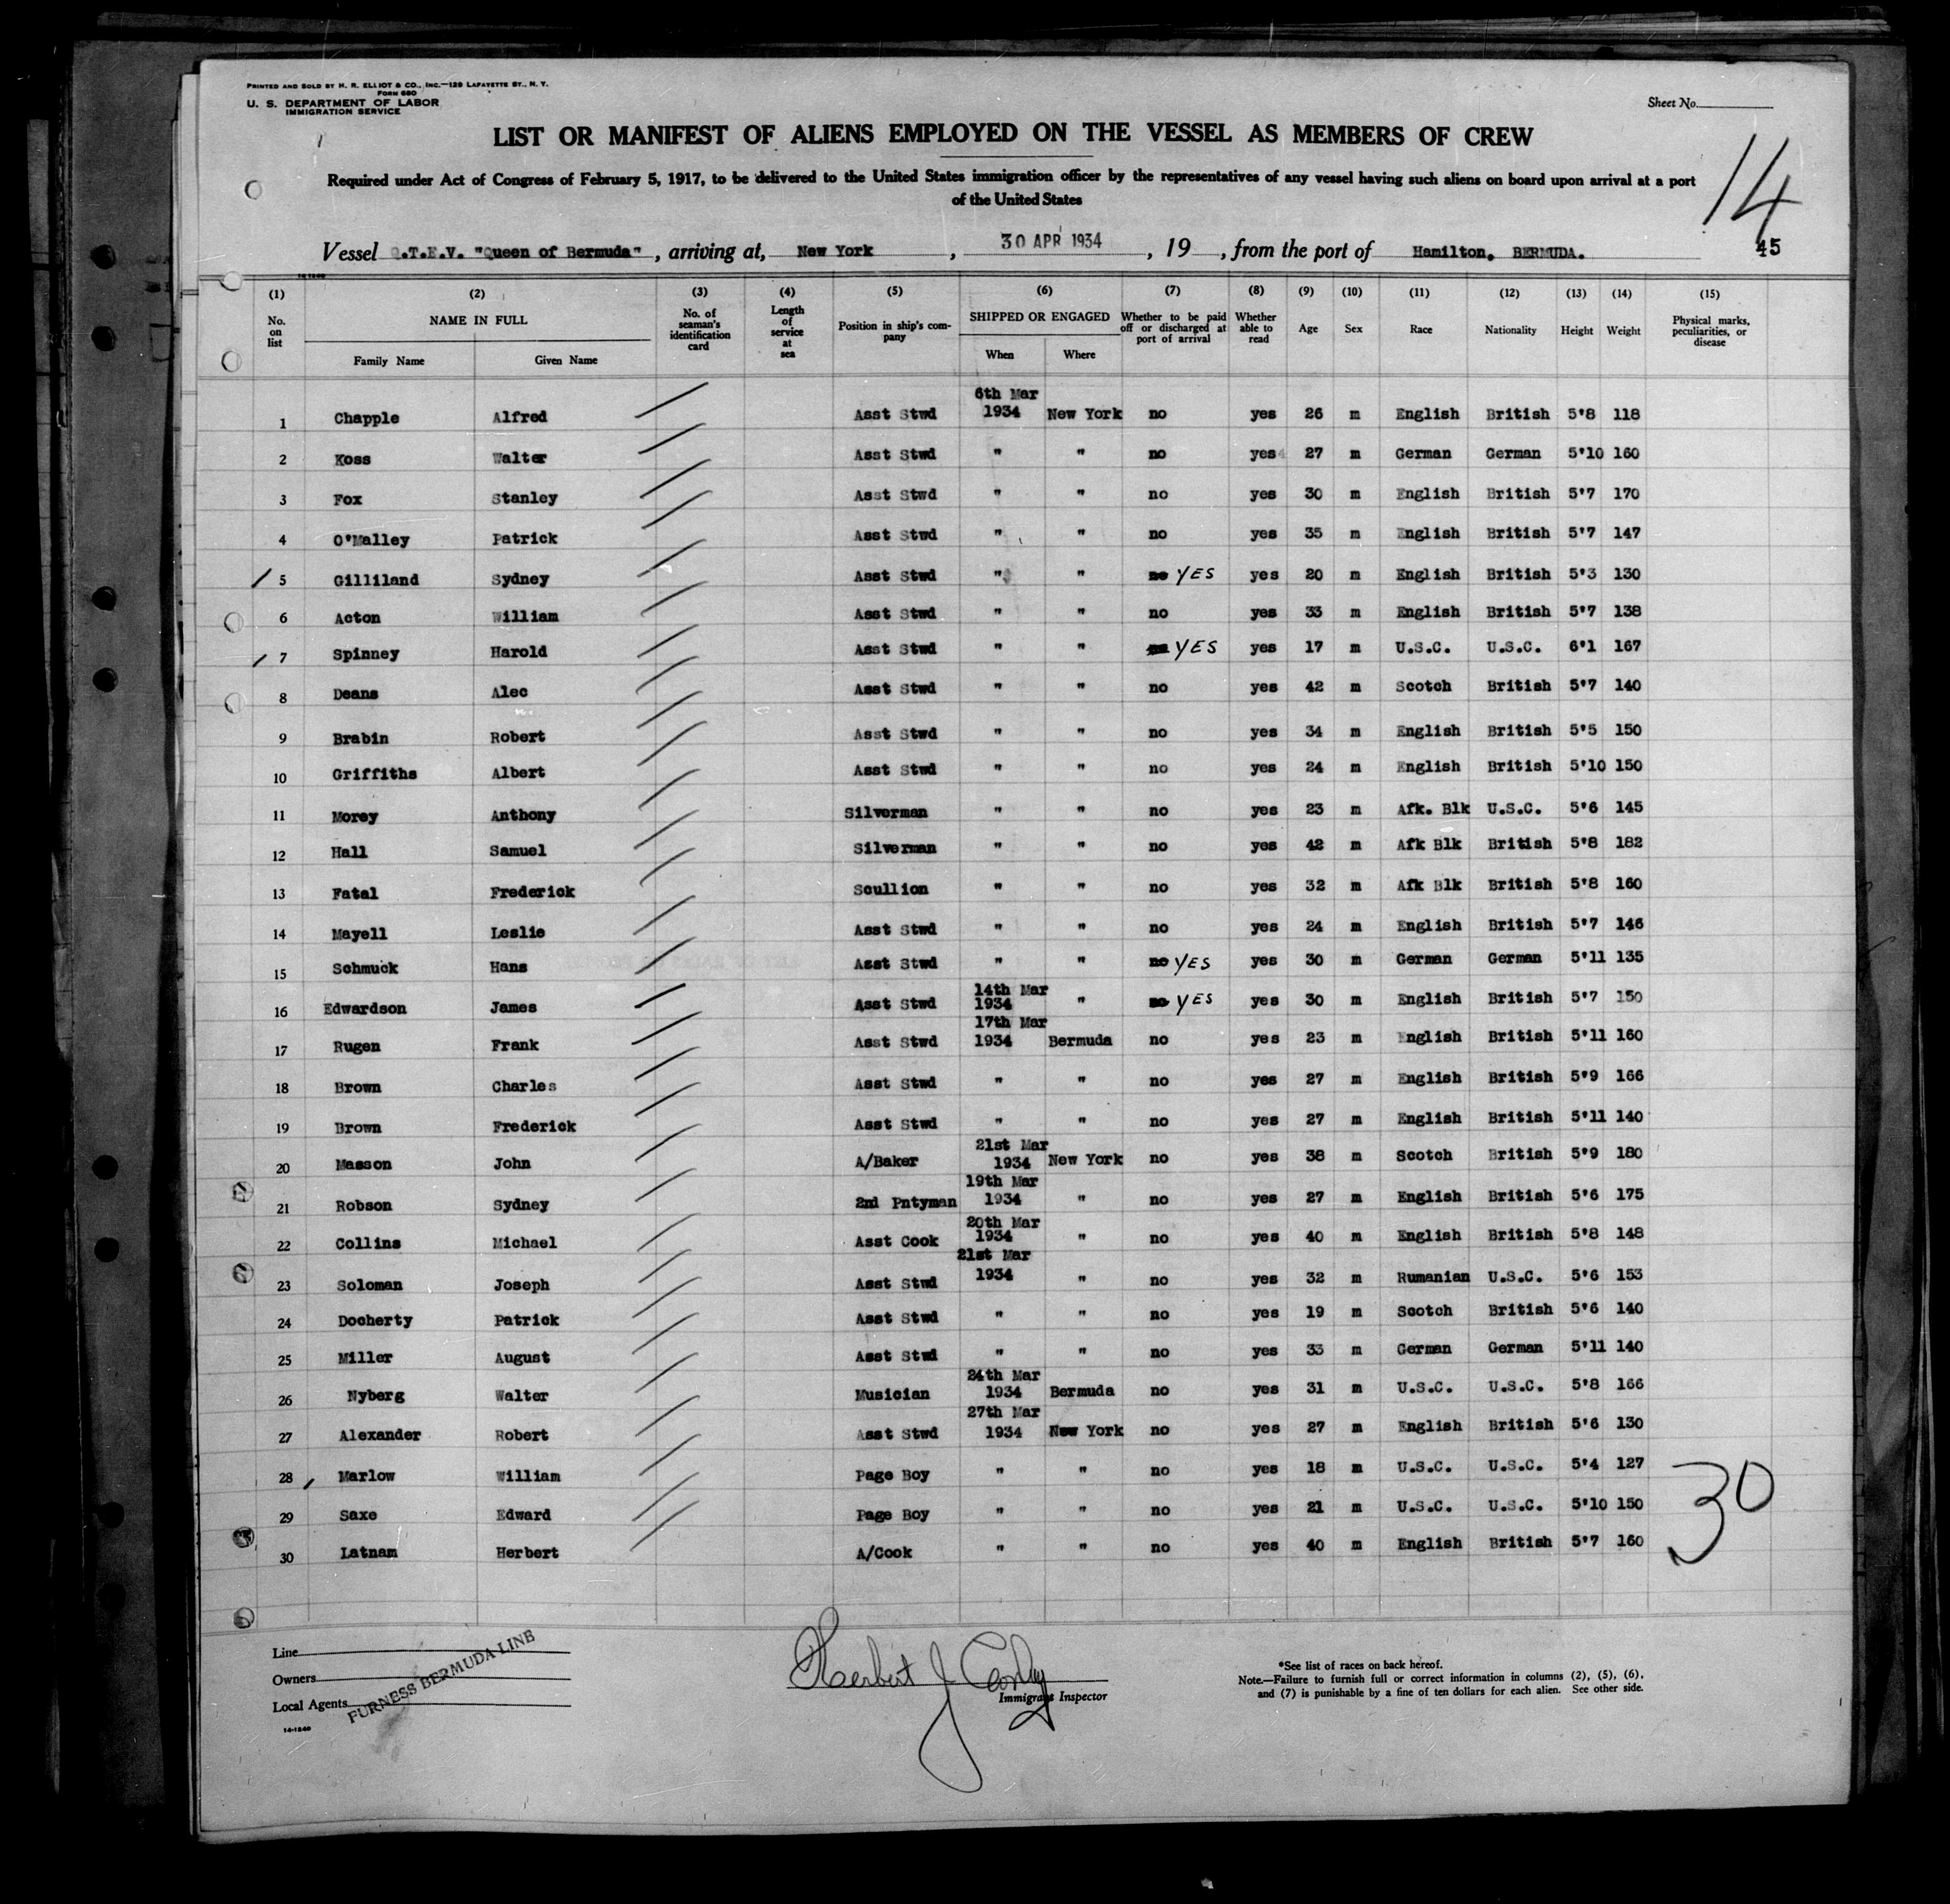 PRINTED AND SOLD BY H. R. ELLIOT & CO., INC.—129 LAFAYETTE ST., N. Y.
FORM 680
U. S. DEPARTMENT OF LABOR
IMMIGRATION SERVICE
Sheet No.
LIST OR MANIFEST OF ALIENS EMPLOYED ON THE VESSEL AS MEMBERS OF CREW
14
Required under Act of Congress of February 5, 1917, to be delivered to the United States immigration officer by the representatives of any vessel having such aliens on board upon arrival at a port
of the United States
Vessel Q.T.E.V. "Queen of Bermuda", arriving at, New York, 30 APR 1934, 19 , from the port of Hamilton, BERMUDA. 45
14-1240
(1) (2) (3) (4) (5) (6) (7) (8) (9) (10) (11) (12) (13) (14) (15)
No. on list NAME IN FULL Family Name Given Name No. of seaman's identification card Length of service at sea Position in ship's company SHIPPED OR ENGAGED When Where Whether to be paid off or discharged at port of arrival Whether able to read Age Sex Race Nationality Height Weight Physical marks, peculiarities, or disease
1 Chapple Alfred Asst Stwd 6th Mar 1934 New York no yes 26 m English British 5'8 118
2 Koss Walter Asst Stwd " " no yes 27 m German German 5'10 160
3 Fox Stanley Asst Stwd " " no yes 30 m English British 5'7 170
4 O'Malley Patrick Asst Stwd " " no yes 35 m English British 5'7 147
5 Gilliland Sydney Asst Stwd " " no YES yes 20 m English British 5'3 130
6 Acton William Asst Stwd " " no yes 33 m English British 5'7 138
7 Spinney Harold Asst Stwd " " no YES yes 17 m U.S.C. U.S.C. 6'1 167
8 Deans Alec Asst Stwd " " no yes 42 m Scotch British 5'7 140
9 Brabin Robert Asst Stwd " " no yes 34 m English British 5'5 150
10 Griffiths Albert Asst Stwd " " no yes 24 m English British 5'10 150
11 Morey Anthony Silverman " " no yes 23 m Afk. Blk U.S.C. 5'6 145
12 Hall Samuel Silverman " " no yes 42 m Afk Blk British 5'8 182
13 Fatal Frederick Scullion " " no yes 32 m Afk Blk British 5'8 160
14 Mayell Leslie Asst Stwd " " no yes 24 m English British 5'7 146
15 Schmuck Hans Asst Stwd " " no YES yes 30 m German German 5'11 135
16 Edwardson James Asst Stwd 14th Mar 1934 " no YES yes 30 m English British 5'7 150
17 Rugen Frank Asst Stwd 17th Mar 1934 Bermuda no yes 23 m English British 5'11 160
18 Brown Charles Asst Stwd " " no yes 27 m English British 5'9 166
19 Brown Frederick Asst Stwd " " no yes 27 m English British 5'11 140
20 Masson John A/Baker 21st Mar 1934 New York no yes 38 m Scotch British 5'9 180
21 Robson Sydney 2nd Pntyman 19th Mar 1934 " no yes 27 m English British 5'6 175
22 Collins Michael Asst Cook 20th Mar 1934 " no yes 40 m English British 5'8 148
23 Soloman Joseph Asst Stwd 21st Mar 1934 " no yes 32 m Rumanian U.S.C. 5'6 153
24 Docherty Patrick Asst Stwd " " no yes 19 m Scotch British 5'6 140
25 Miller August Asst Stwd " " no yes 33 m German German 5'11 140
26 Nyberg Walter Musician 24th Mar 1934 Bermuda no yes 31 m U.S.C. U.S.C. 5'8 166
27 Alexander Robert Asst Stwd 27th Mar 1934 New York no yes 27 m English British 5'6 130
28 Marlow William Page Boy " " no yes 18 m U.S.C. U.S.C. 5'4 127
29 Saxe Edward Page Boy " " no yes 21 m U.S.C. U.S.C. 5'10 150
30 Latnam Herbert A/Cook " " no yes 40 m English British 5'7 160
30
Line
Owners
Local Agents
FURNESS BERMUDA LINE
14-1240
Herbert J
Immigrant Inspector
*See list of races on back hereof.
Note.—Failure to furnish full or correct information in columns (2), (5), (6),
and (7) is punishable by a fine of ten dollars for each alien. See other side.